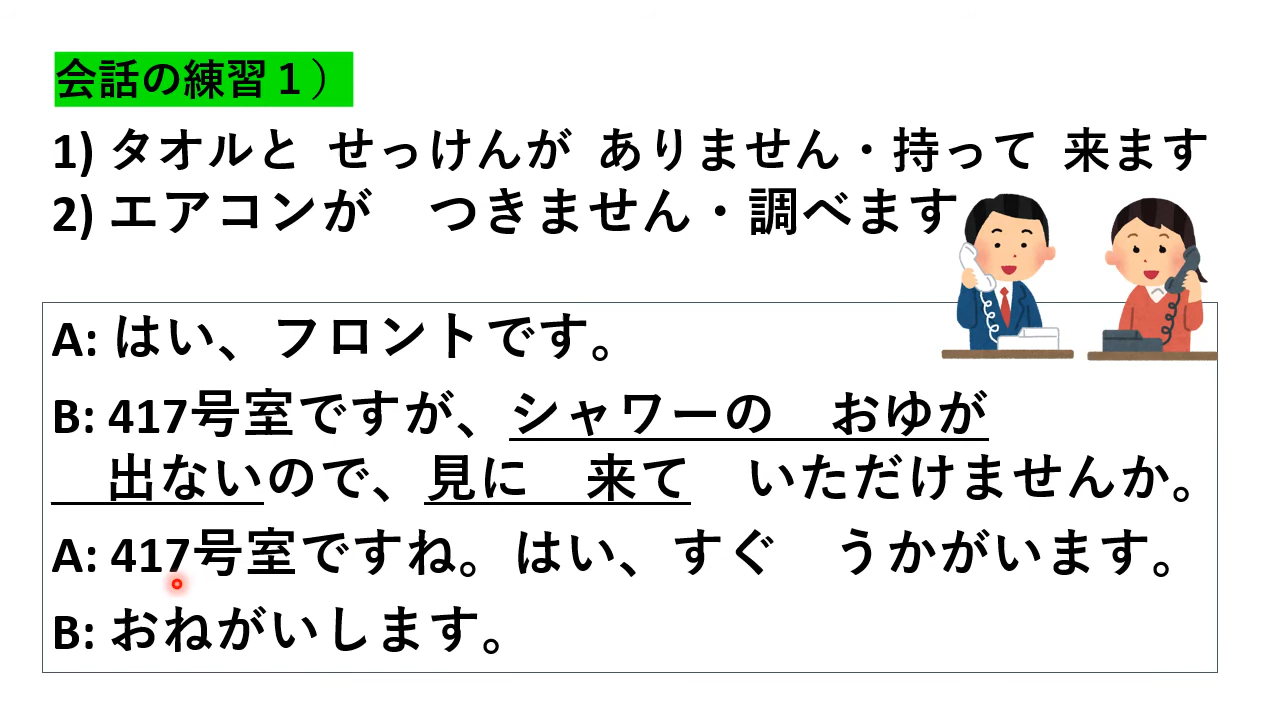 会話の練習１）
1) タオルと せっけんが ありません・持って 来ます
2) エアコンが　つきません・調べます
A: はい、フロントです。
B: 417号室ですが、シャワーの　おゆが
出ないので、見に　来て　いただけませんか。
A: 417号室ですね。はい、すぐ　うかがいます。
B: おねがいします。